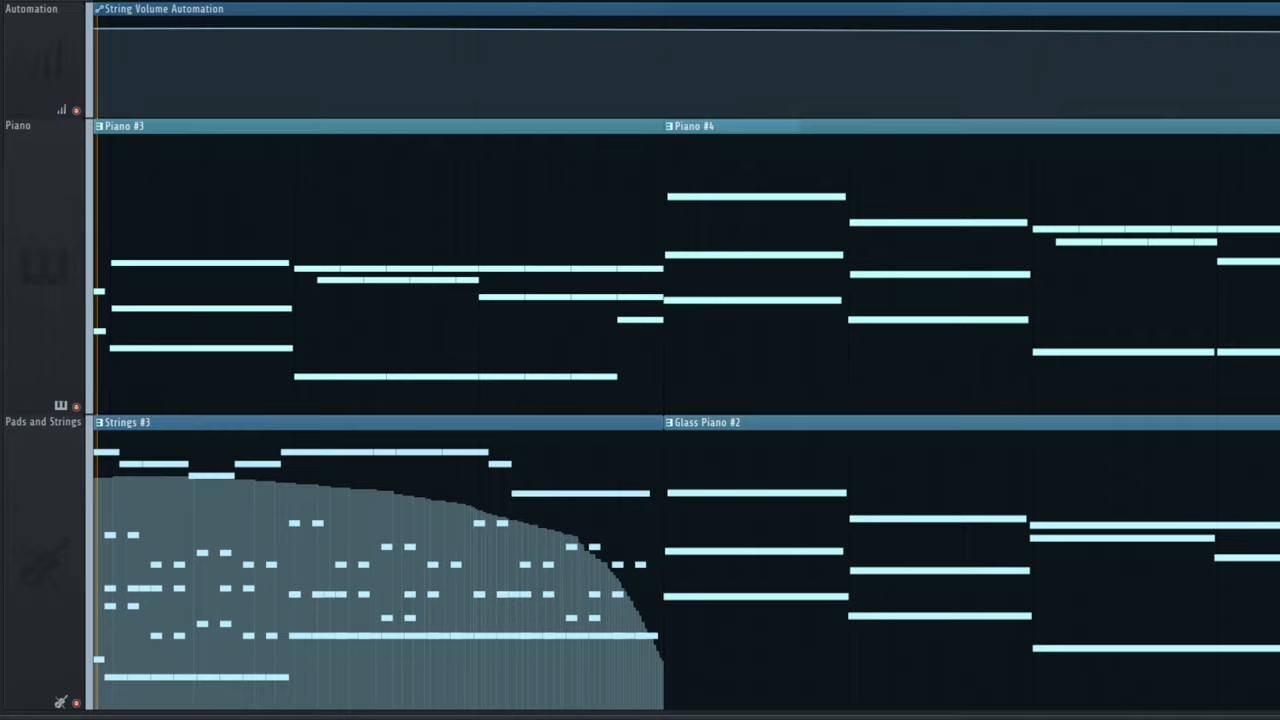 Automation
String Volume Automation
Piano
Piano #3
Piano #4
Pads and Strings
Strings #3
Glass Piano #2